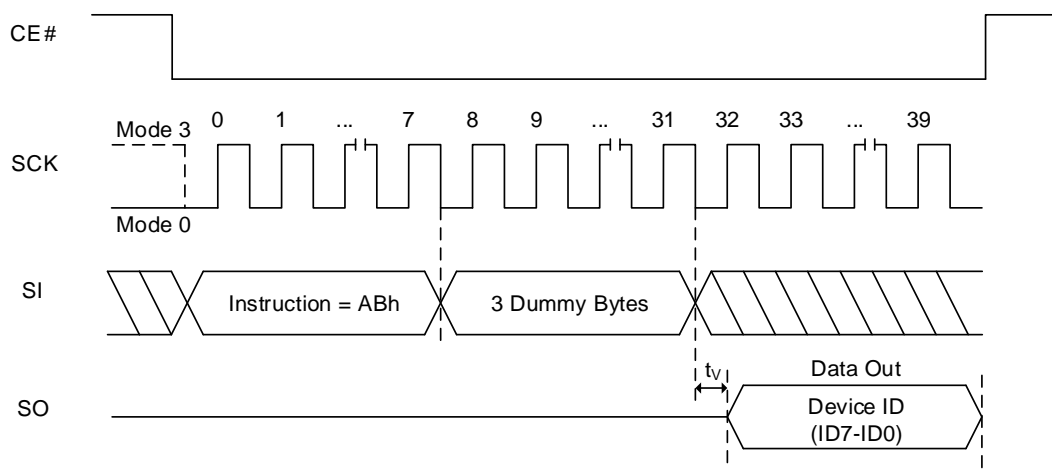 CE#
0 1 ... 7 8 9 ... 31 32 33 ... 39
Mode 3
SCK
Mode 0
SI
Instruction = ABh
3 Dummy Bytes
tV
Data Out
SO
Device ID
(ID7-ID0)